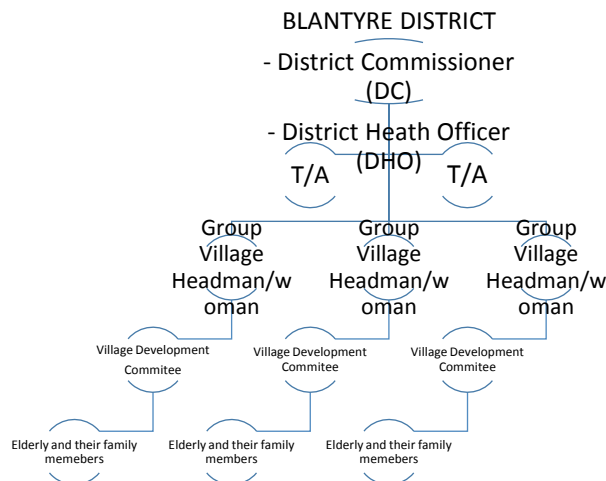 BLANTYRE DISTRICT
- District Commissioner
(DC)
- District Heath Officer
(DHO)
T/A
T/A
Group
Village
Headman/w
oman
Group
Village
Headman/w
oman
Group
Village
Headman/w
oman
Village Development
Commitee
Village Development
Commitee
Village Development
Commitee
Elderly and their family
memebers
Elderly and their family
members
Elderly and their family
memebers